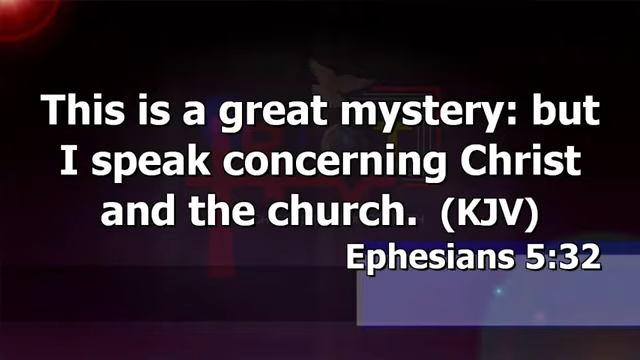 This is a great mystery: but
I speak concerning Christ
and the church. (KJV)
Ephesians 5:32